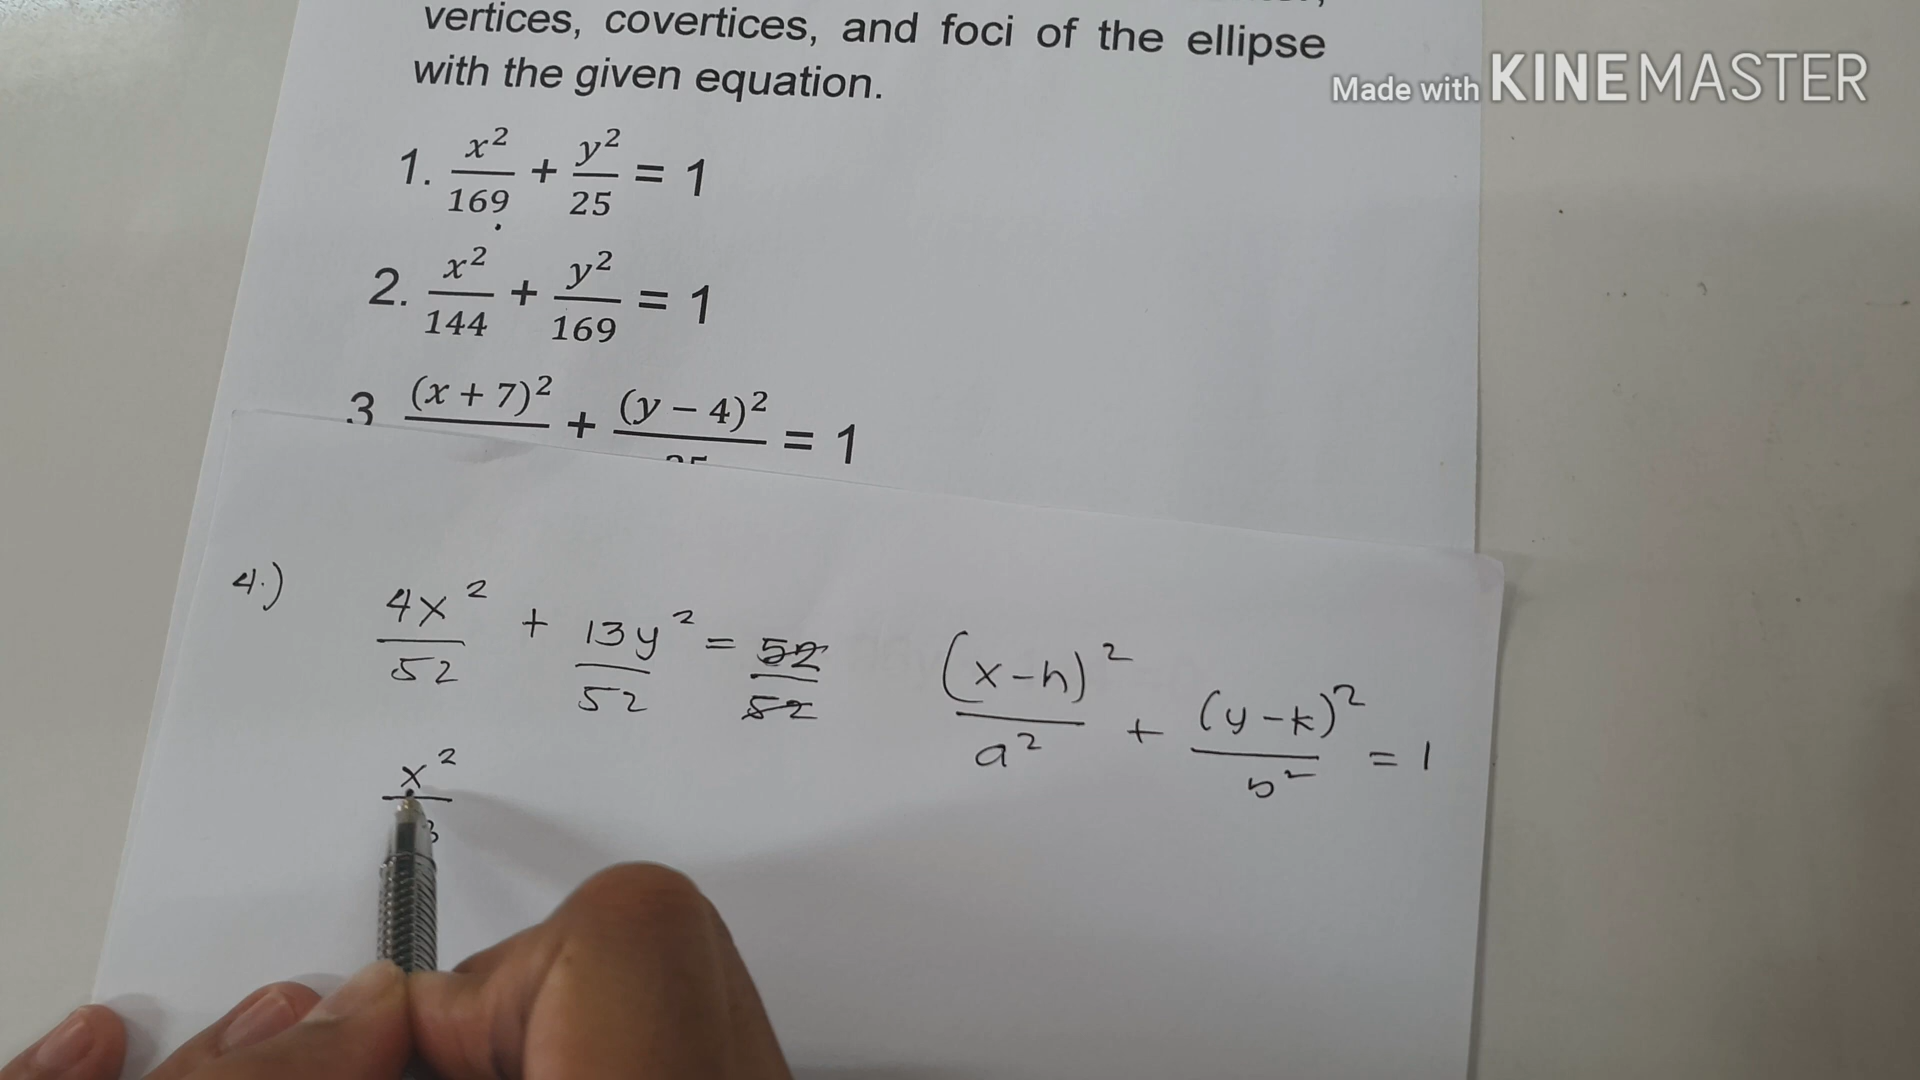 vertices, covertices, and foci of the ellipse
with the given equation.
Made with KINEMASTER
1. x²/169 + y²/25 = 1
2. x²/144 + y²/169 = 1
3 (x + 7)² + (y − 4)² = 1
4.) 4x²/52 + 13y²/52 = 52/52
(x-h)²/a² + (y-k)²/b² = 1
x²/3